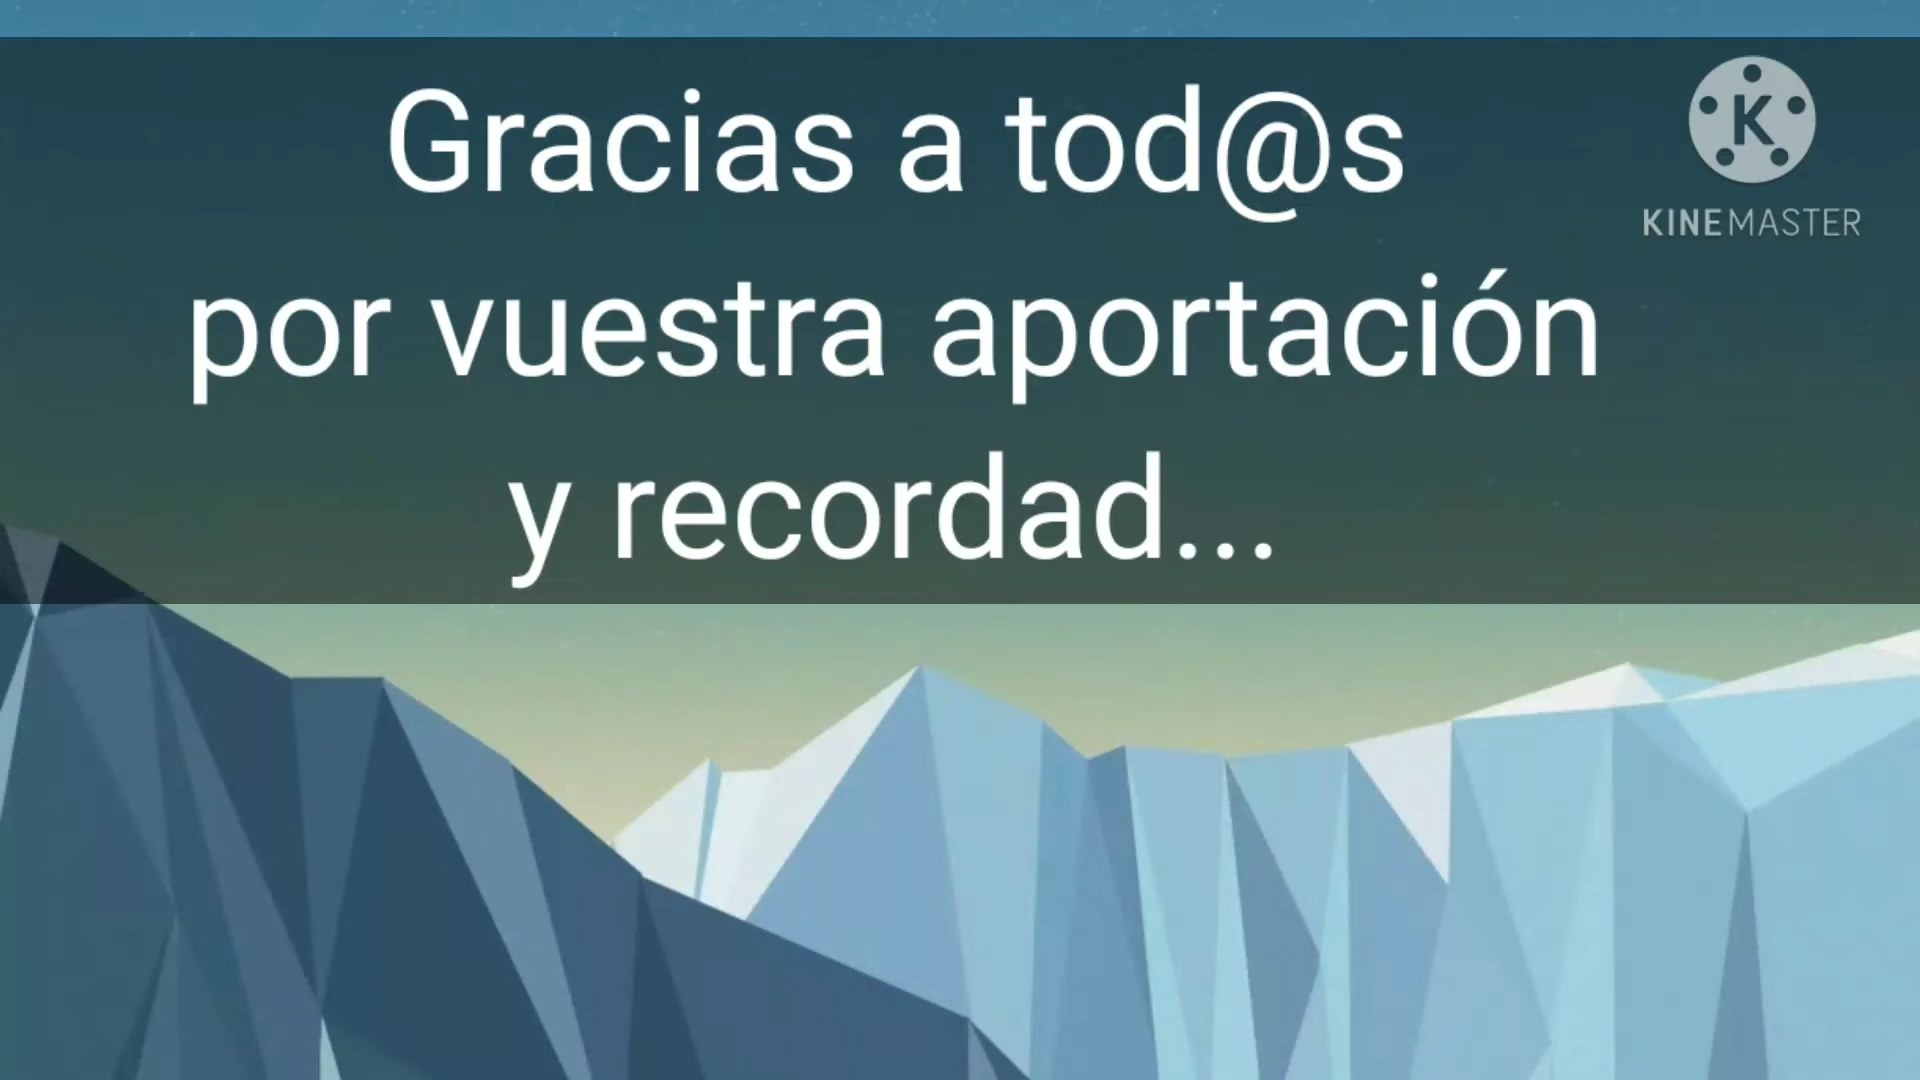 Gracias a tod@s
por vuestra aportación
y recordad...
K
KINEMASTER